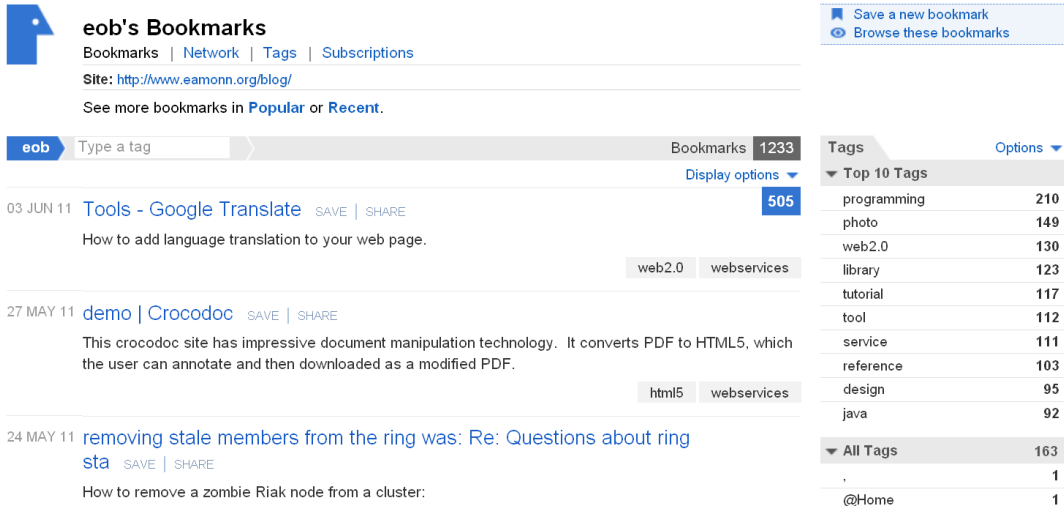 eob's Bookmarks
Bookmarks | Network | Tags | Subscriptions
Site: http://www.eamonn.org/blog/
See more bookmarks in Popular or Recent.
Save a new bookmark
Browse these bookmarks
eob Type a tag Bookmarks 1233
Display options
03 JUN 11 Tools - Google Translate SAVE | SHARE 505
How to add language translation to your web page.
web2.0 webservices
27 MAY 11 demo | Crocodoc SAVE | SHARE
This crocodoc site has impressive document manipulation technology. It converts PDF to HTML5, which
the user can annotate and then downloaded as a modified PDF.
html5 webservices
24 MAY 11 removing stale members from the ring was: Re: Questions about ring
sta SAVE | SHARE
How to remove a zombie Riak node from a cluster:
Tags Options
Top 10 Tags
programming 210
photo 149
web2.0 130
library 123
tutorial 117
tool 112
service 111
reference 103
design 95
java 92
All Tags 163
, 1
@Home 1